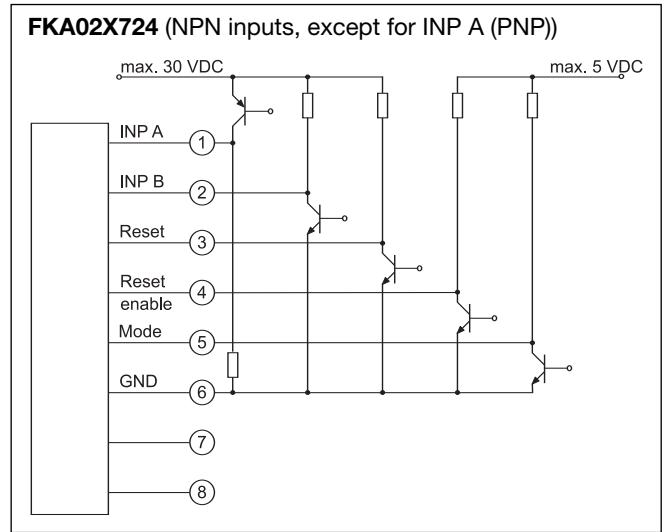 FKA02X724 (NPN inputs, except for INP A (PNP))
max. 30 VDC
max. 5 VDC
INP A 1
INP B 2
Reset 3
Reset
enable 4
Mode 5
GND 6
7
8